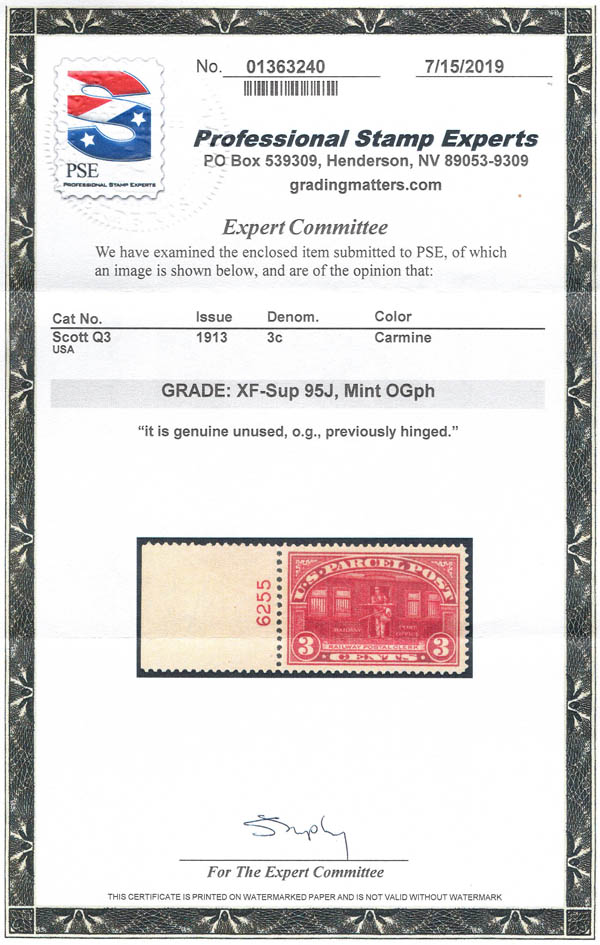 No. 01363240 7/15/2019
PSE
PROFESSIONAL STAMP EXPERTS
Professional Stamp Experts
PO Box 539309, Henderson, NV 89053-9309
gradingmatters.com
Expert Committee
We have examined the enclosed item submitted to PSE, of which
an image is shown below, and are of the opinion that:
Cat No. Issue Denom. Color
Scott Q3 1913 3c Carmine
USA
GRADE: XF-Sup 95J, Mint OGph
“it is genuine unused, o.g., previously hinged.”
6255
U.S. PARCEL POST
RAILWAY POST
OFFICE
3 RAILWAY POSTAL CLERK 3
CENTS
For The Expert Committee
THIS CERTIFICATE IS PRINTED ON WATERMARKED PAPER AND IS NOT VALID WITHOUT WATERMARK